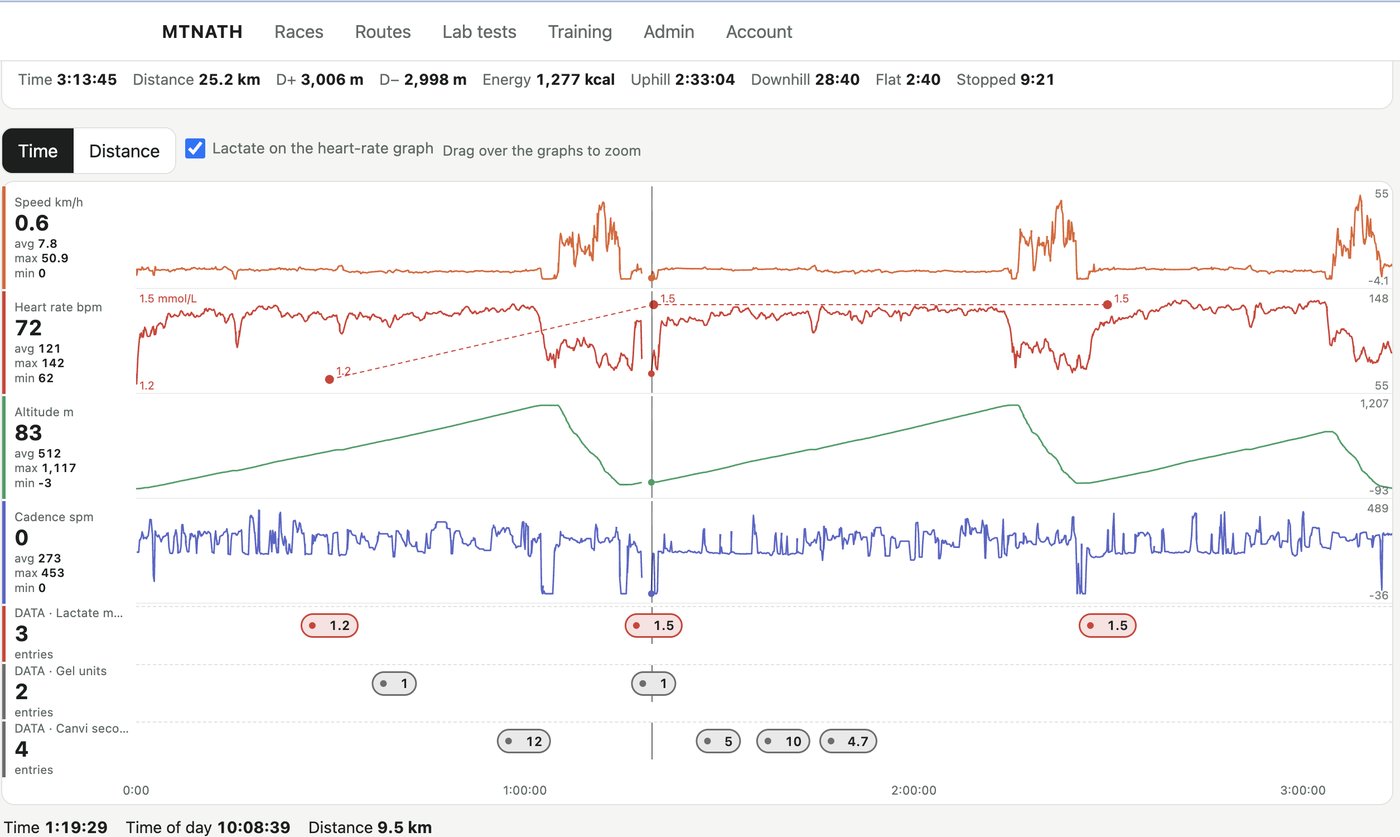 MTNATH Races Routes Lab tests Training Admin Account
Time 3:13:45 Distance 25.2 km D+ 3,006 m D− 2,998 m Energy 1,277 kcal Uphill 2:33:04 Downhill 28:40 Flat 2:40 Stopped 9:21
Time Distance Lactate on the heart-rate graph Drag over the graphs to zoom
Speed km/h
0.6
avg 7.8
max 50.9
min 0
55
-4.1
Heart rate bpm
72
avg 121
max 142
min 62
1.5 mmol/L
1.2
1.2
1.5
1.5
148
55
Altitude m
83
avg 512
max 1,117
min -3
1,207
-93
Cadence spm
0
avg 273
max 453
min 0
489
-36
DATA · Lactate m...
3
entries
1.2
1.5
1.5
DATA · Gel units
2
entries
1
1
DATA · Canvi seco...
4
entries
12
5
10
4.7
0:00 1:00:00 2:00:00 3:00:00
Time 1:19:29 Time of day 10:08:39 Distance 9.5 km